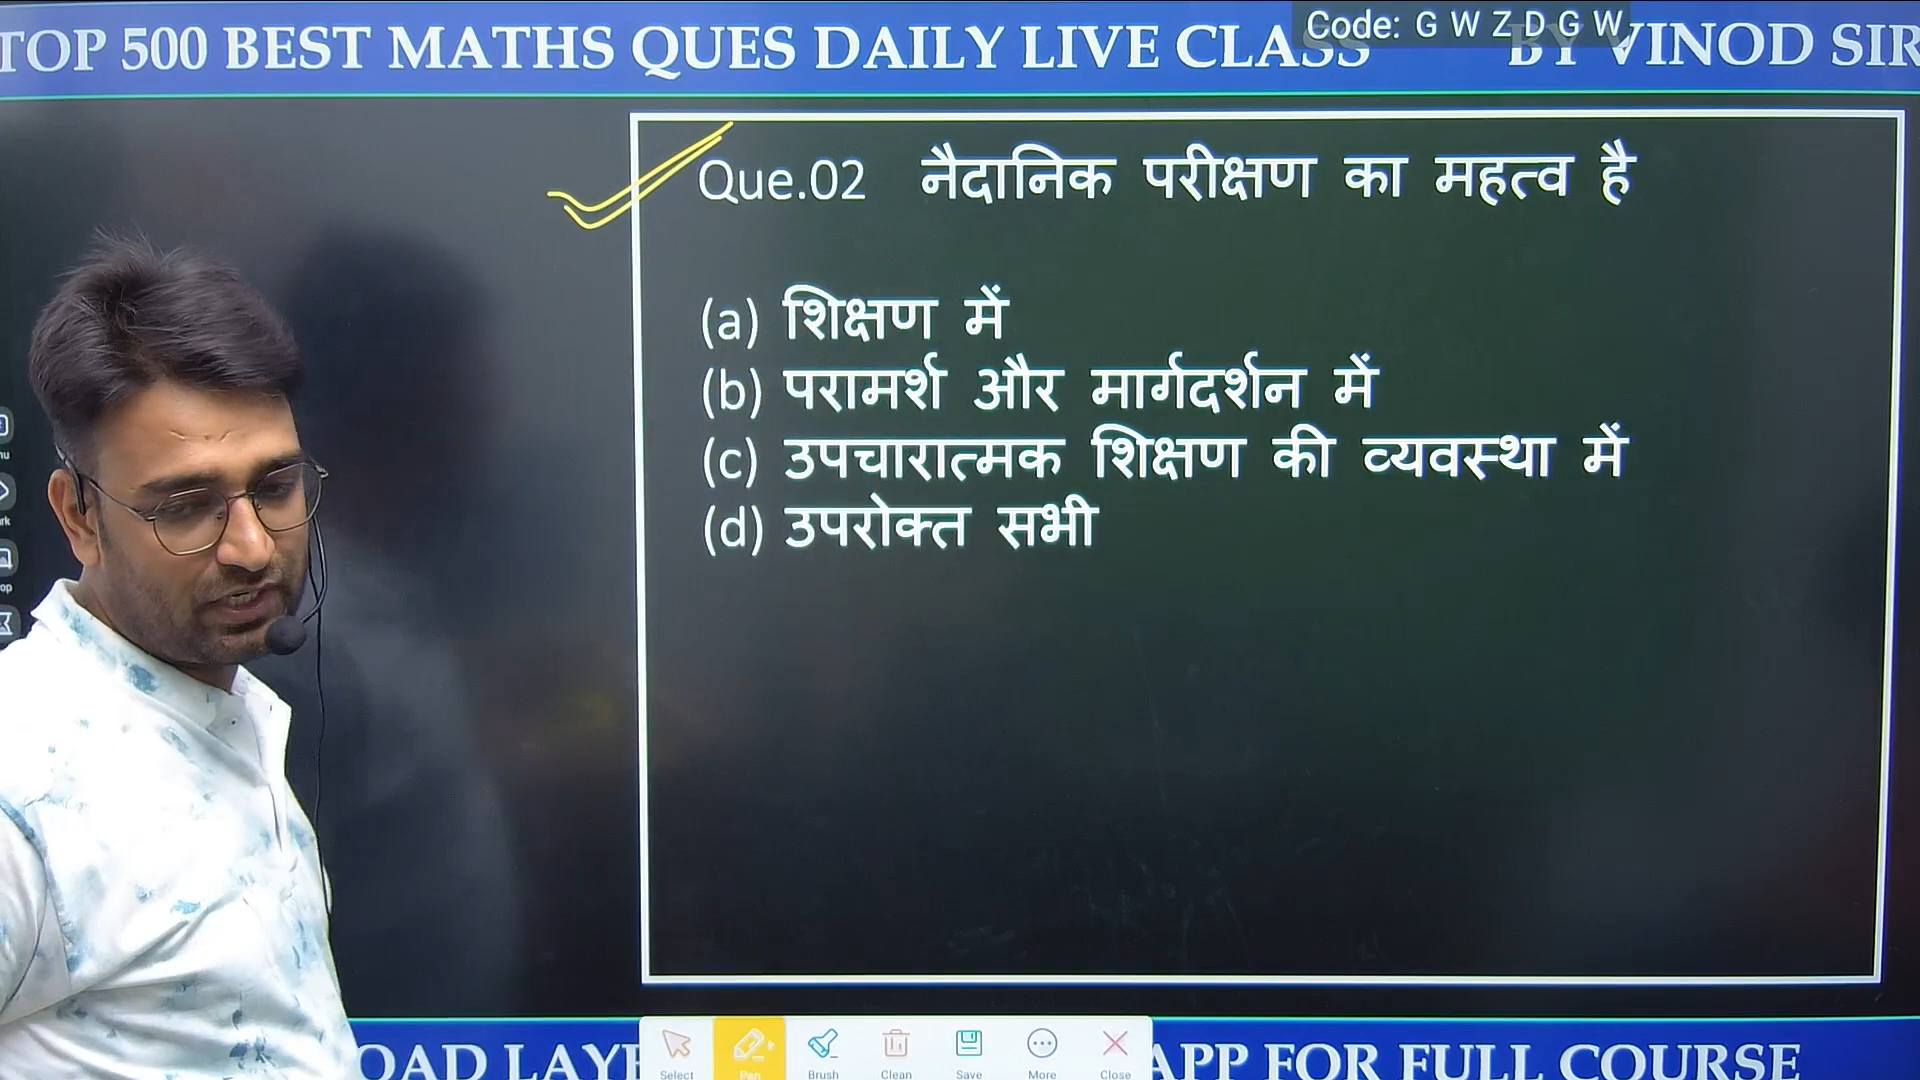 TOP 500 BEST MATHS QUES DAILY LIVE CLASS BY VINOD SIR
Code: G W Z D G W
Que.02 नैदानिक परीक्षण का महत्व है
(a) शिक्षण में
(b) परामर्श और मार्गदर्शन में
(c) उपचारात्मक शिक्षण की व्यवस्था में
(d) उपरोक्त सभी
Select Pen Brush Clean Save More Close
APP FOR FULL COURSE